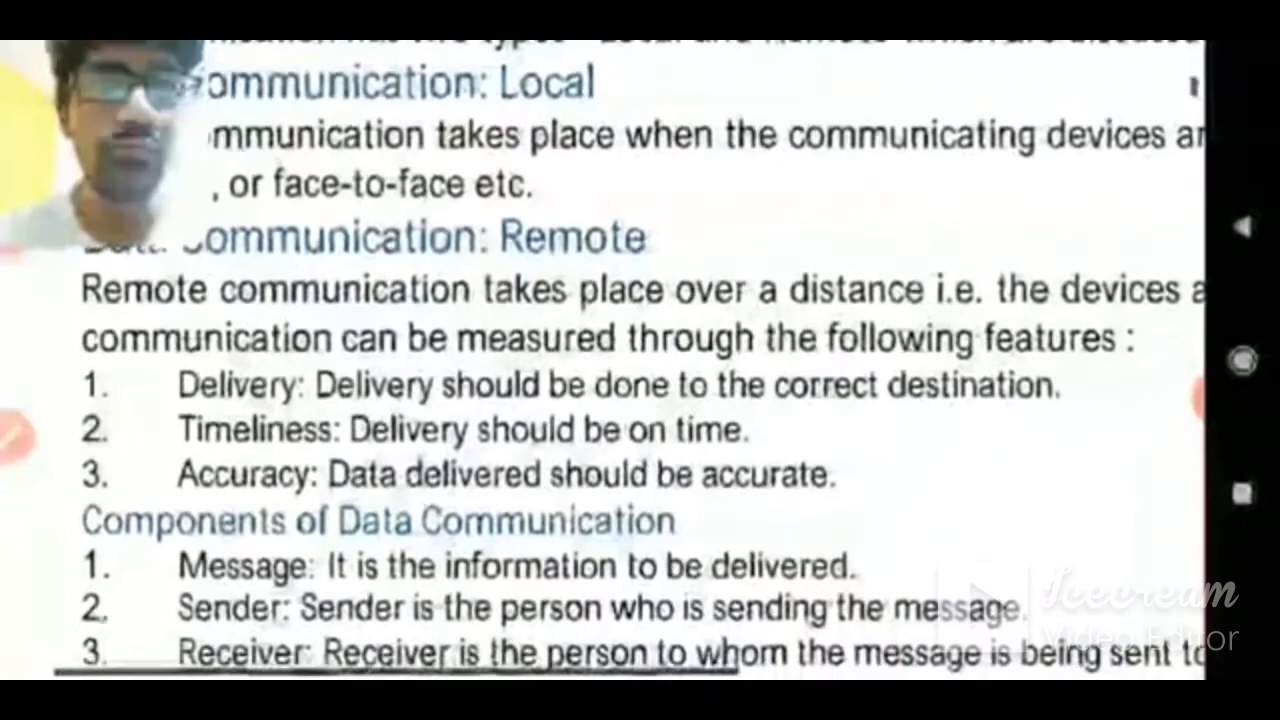 ommunication: Local
mmunication takes place when the communicating devices ar
, or face-to-face etc.
ommunication: Remote
Remote communication takes place over a distance i.e. the devices a
communication can be measured through the following features :
1. Delivery: Delivery should be done to the correct destination.
2. Timeliness: Delivery should be on time.
3. Accuracy: Data delivered should be accurate.
Components of Data Communication
1. Message: It is the information to be delivered.
2. Sender: Sender is the person who is sending the message.
3. Receiver: Receiver is the person to whom the message is being sent to
Icecream
Video Editor